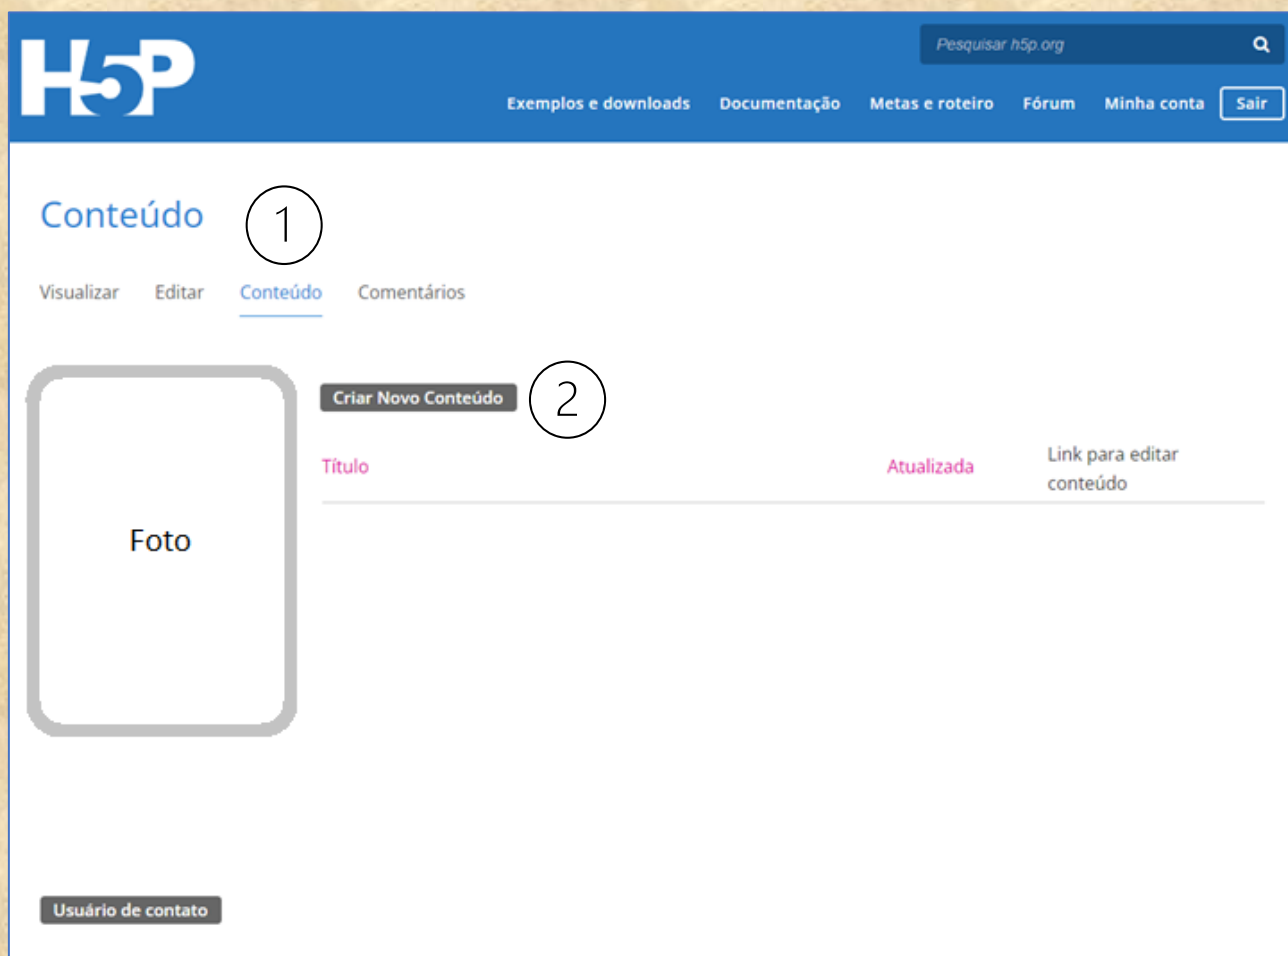 H5P
Pesquisar h5p.org
Exemplos e downloads Documentação Metas e roteiro Fórum Minha conta Sair
Conteúdo
1
Visualizar Editar Conteúdo Comentários
Criar Novo Conteúdo
2
Título Atualizada Link para editar
conteúdo
Foto
Usuário de contato